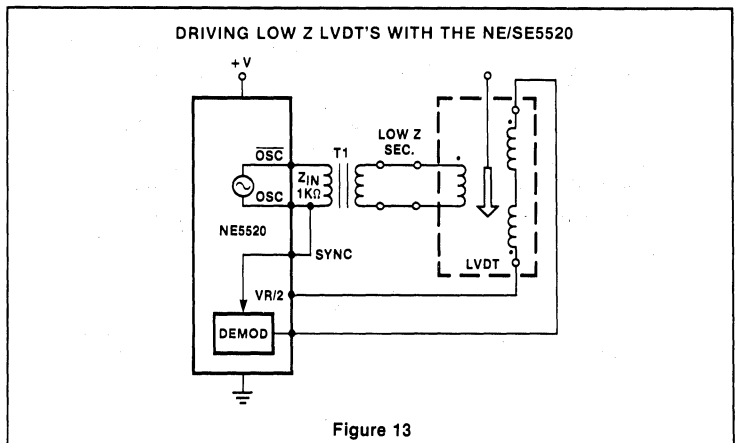 DRIVING LOW Z LVDT'S WITH THE NE/SE5520
+V
OSC
T1
LOW Z
SEC.
ZIN
1KΩ
OSC
NE5520
SYNC
LVDT
VR/2
DEMOD
Figure 13